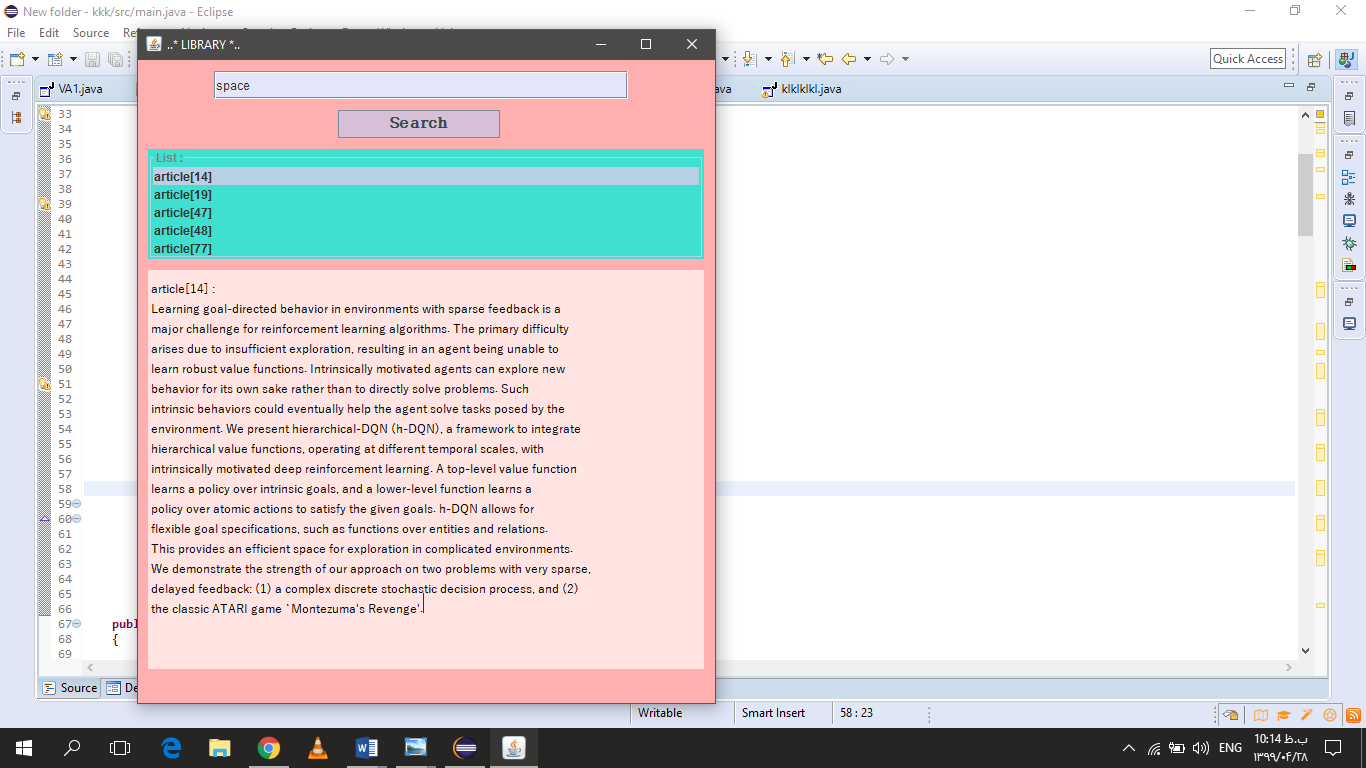 New folder - kkk/src/main.java - Eclipse
File Edit Source
..* LIBRARY *..
Quick Access
VA1.java
klklklkl.java
space
Search
List :
article[14]
article[19]
article[47]
article[48]
article[77]
article[14] :
Learning goal-directed behavior in environments with sparse feedback is a
major challenge for reinforcement learning algorithms. The primary difficulty
arises due to insufficient exploration, resulting in an agent being unable to
learn robust value functions. Intrinsically motivated agents can explore new
behavior for its own sake rather than to directly solve problems. Such
intrinsic behaviors could eventually help the agent solve tasks posed by the
environment. We present hierarchical-DQN (h-DQN), a framework to integrate
hierarchical value functions, operating at different temporal scales, with
intrinsically motivated deep reinforcement learning. A top-level value function
learns a policy over intrinsic goals, and a lower-level function learns a
policy over atomic actions to satisfy the given goals. h-DQN allows for
flexible goal specifications, such as functions over entities and relations.
This provides an efficient space for exploration in complicated environments.
We demonstrate the strength of our approach on two problems with very sparse,
delayed feedback: (1) a complex discrete stochastic decision process, and (2)
the classic ATARI game `Montezuma's Revenge'.
33
34
35
36
37
38
39
40
41
42
43
44
45
46
47
48
49
50
51
52
53
54
55
56
57
58
59
60
61
62
63
64
65
66
67 publ
68 {
69
Source De
Writable Smart Insert 58 : 23
ENG
10:14 ب.ظ
۱۳۹۹/۰۴/۲۸